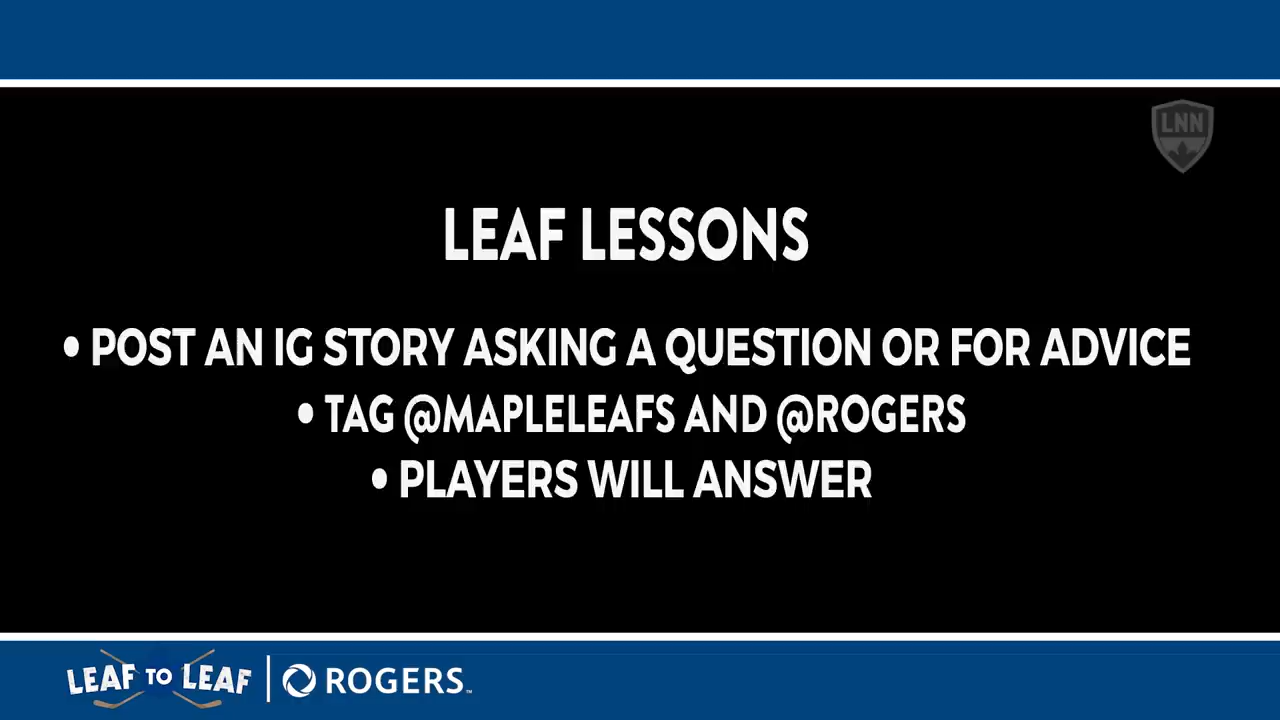 LNN
LEAF LESSONS
• POST AN IG STORY ASKING A QUESTION OR FOR ADVICE
• TAG @MAPLELEAFS AND @ROGERS
• PLAYERS WILL ANSWER
LEAF TO LEAF | ROGERS™